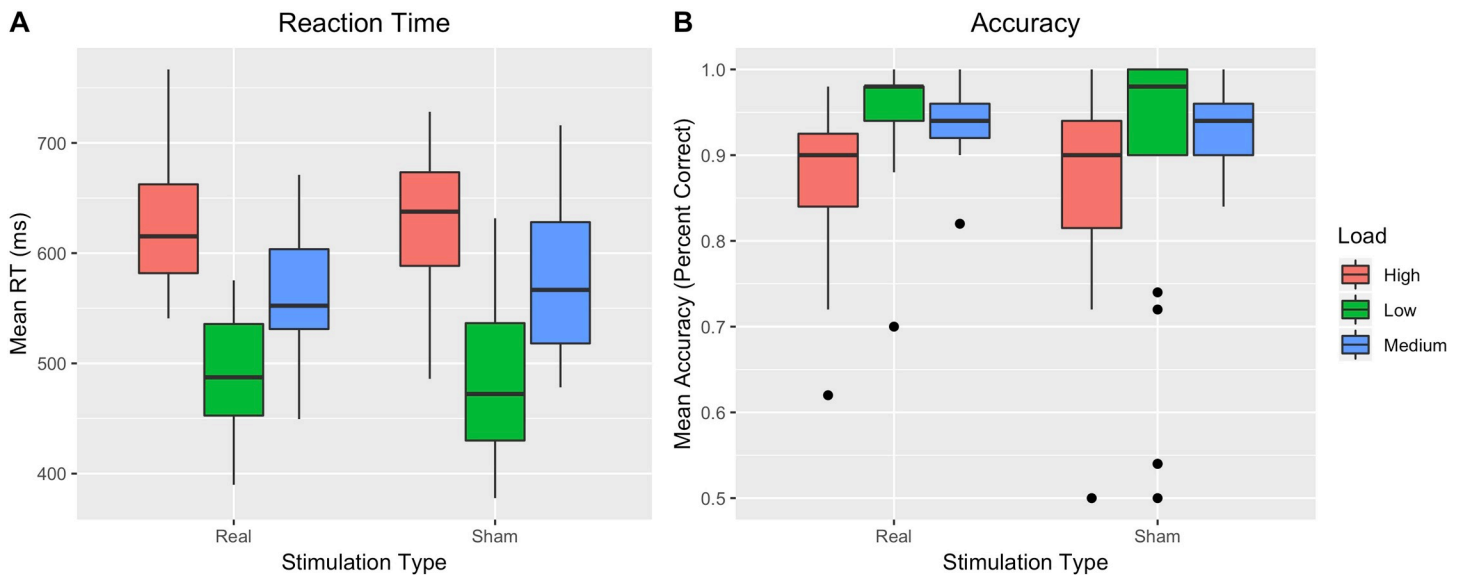 A
Reaction Time
Mean RT (ms)
700
600
500
400
Real
Sham
Stimulation Type
B
Accuracy
Mean Accuracy (Percent Correct)
1.0
0.9
0.8
0.7
0.6
0.5
Real
Sham
Stimulation Type
Load
High
Low
Medium